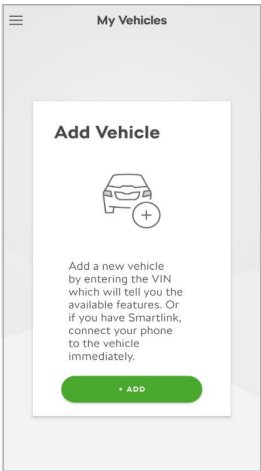 My Vehicles
Add Vehicle
Add a new vehicle
by entering the VIN
which will tell you the
available features. Or
if you have Smartlink,
connect your phone
to the vehicle
immediately.
+ ADD